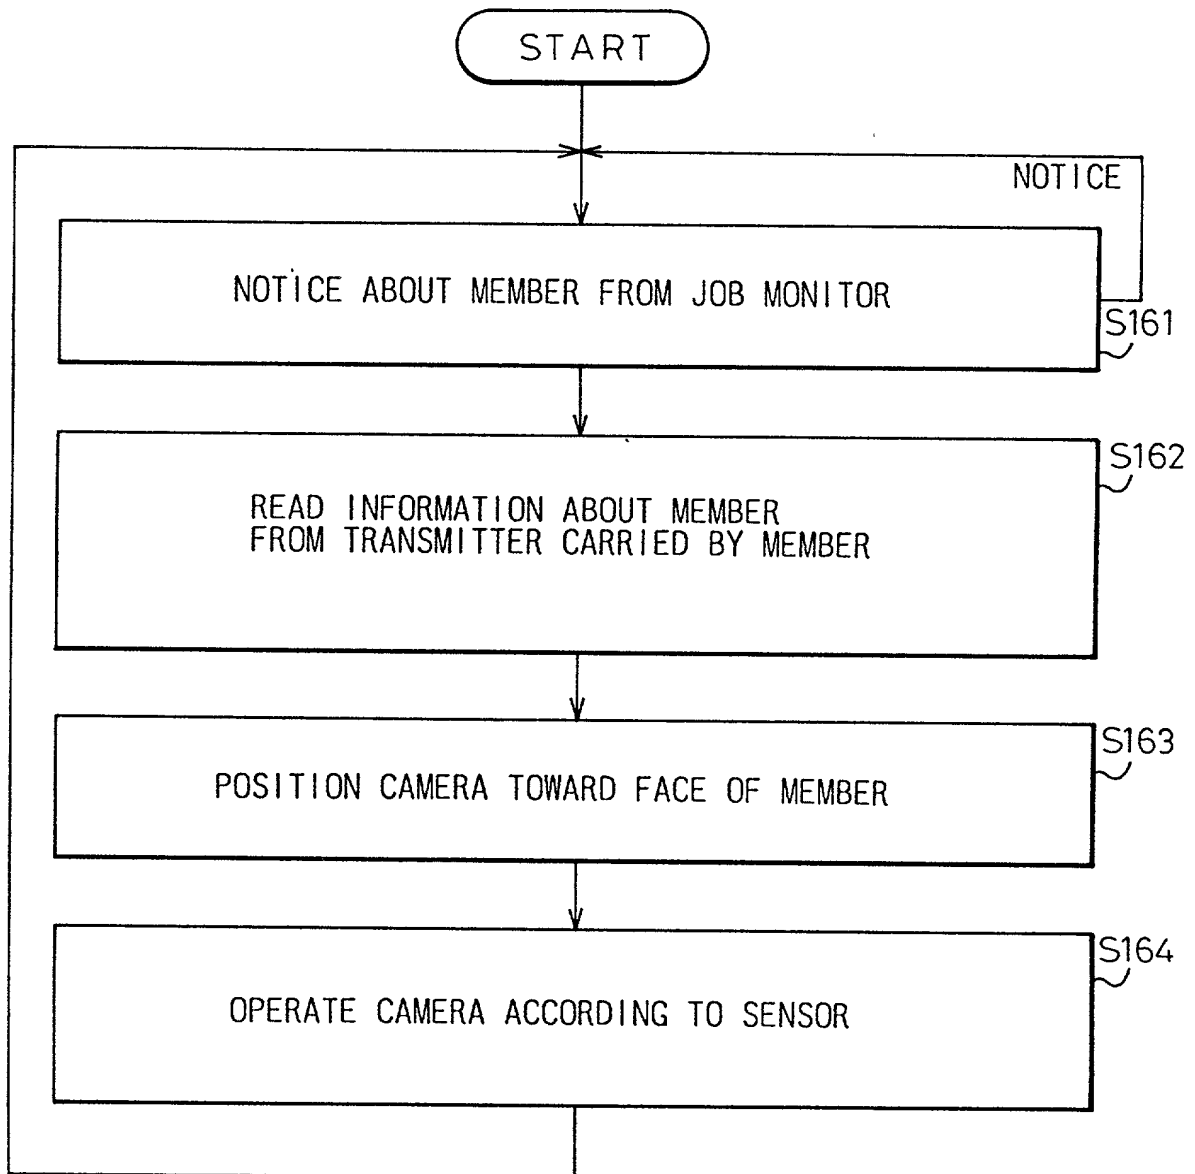 START
NOTICE
NOTICE ABOUT MEMBER FROM JOB MONITOR
S161
S162
READ INFORMATION ABOUT MEMBER
FROM TRANSMITTER CARRIED BY MEMBER
S163
POSITION CAMERA TOWARD FACE OF MEMBER
S164
OPERATE CAMERA ACCORDING TO SENSOR